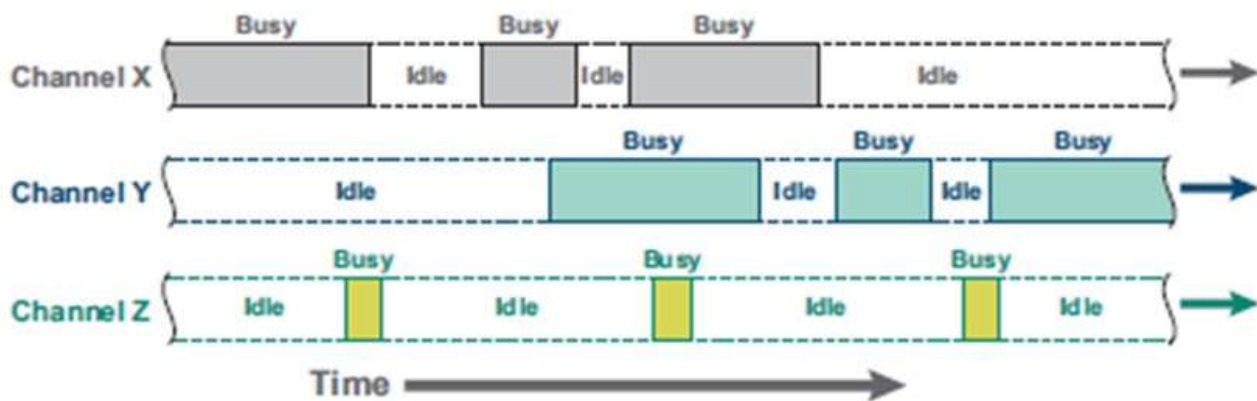 Busy Busy Busy
Channel X Idle Idle Idle
Busy Busy Busy
Channel Y Idle Idle Idle
Busy Busy Busy
Channel Z Idle Idle Idle Idle
Time